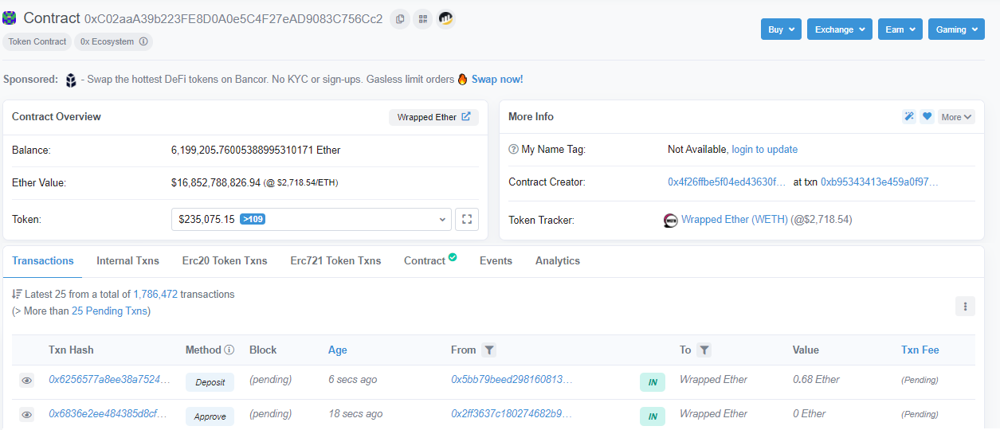 Contract 0xC02aaA39b223FE8D0A0e5C4F27eAD9083C756Cc2
Buy Exchange Earn Gaming
Token Contract 0x Ecosystem
Sponsored: - Swap the hottest DeFi tokens on Bancor. No KYC or sign-ups. Gasless limit orders Swap now!
Contract Overview Wrapped Ether
Balance: 6,199,205.76005388995310171 Ether
Ether Value: $16,852,788,826.94 (@ $2,718.54/ETH)
Token: $235,075.15 >109
More Info More
My Name Tag: Not Available, login to update
Contract Creator: 0x4f26ffbe5f04ed43630f... at txn 0xb95343413e459a0f97...
Token Tracker: WETH Wrapped Ether (WETH) (@$2,718.54)
Transactions Internal Txns Erc20 Token Txns Erc721 Token Txns Contract Events Analytics
Latest 25 from a total of 1,786,472 transactions
(> More than 25 Pending Txns)
Txn Hash Method Block Age From To Value Txn Fee
0x6256577a8ee38a7524... Deposit (pending) 6 secs ago 0x5bb79beed298160813... IN Wrapped Ether 0.68 Ether (Pending)
0x6836e2ee484385d8cf... Approve (pending) 18 secs ago 0x2ff3637c180274682b9... IN Wrapped Ether 0 Ether (Pending)